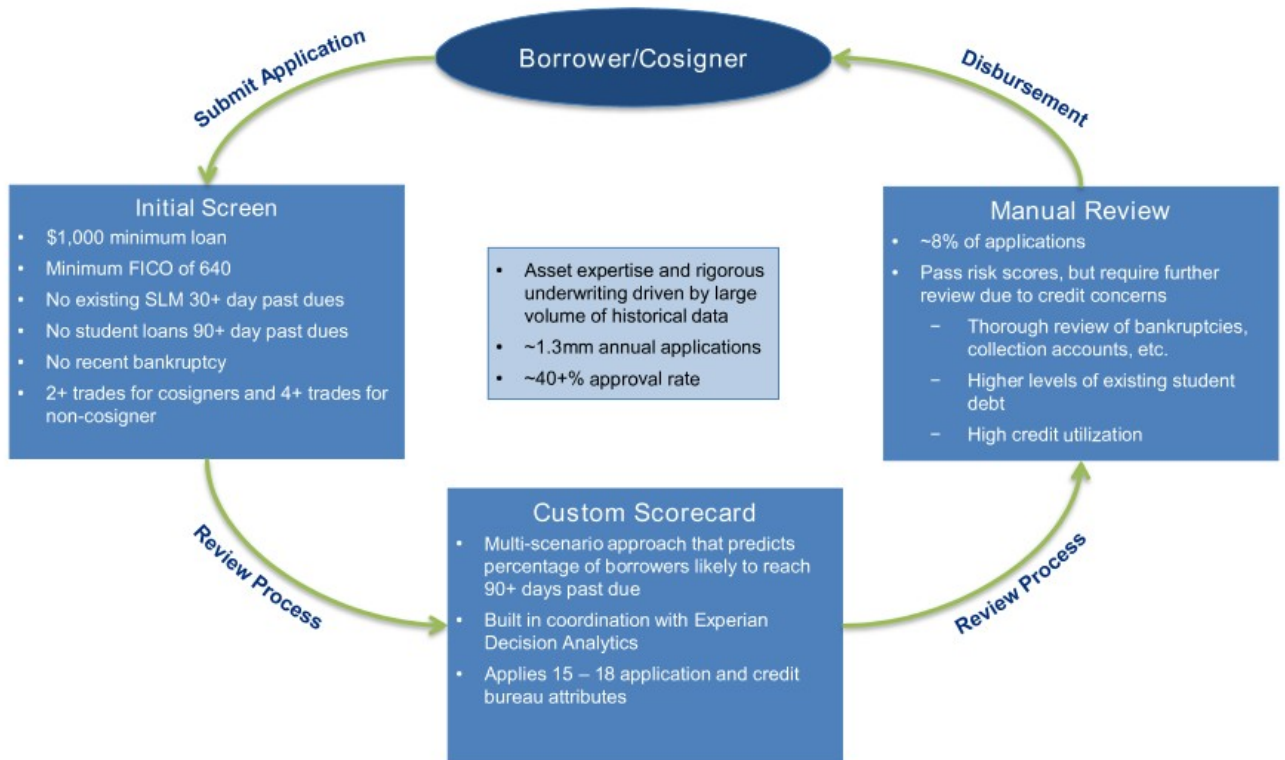 Borrower/Cosigner
Submit Application
Disbursement
Initial Screen
• $1,000 minimum loan
• Minimum FICO of 640
• No existing SLM 30+ day past dues
• No student loans 90+ day past dues
• No recent bankruptcy
• 2+ trades for cosigners and 4+ trades for
non-cosigner
• Asset expertise and rigorous
underwriting driven by large
volume of historical data
• ~1.3mm annual applications
• ~40+% approval rate
Manual Review
• ~8% of applications
• Pass risk scores, but require further
review due to credit concerns
− Thorough review of bankruptcies,
collection accounts, etc.
− Higher levels of existing student
debt
− High credit utilization
Review Process
Custom Scorecard
• Multi-scenario approach that predicts
percentage of borrowers likely to reach
90+ days past due
• Built in coordination with Experian
Decision Analytics
• Applies 15 – 18 application and credit
bureau attributes
Review Process